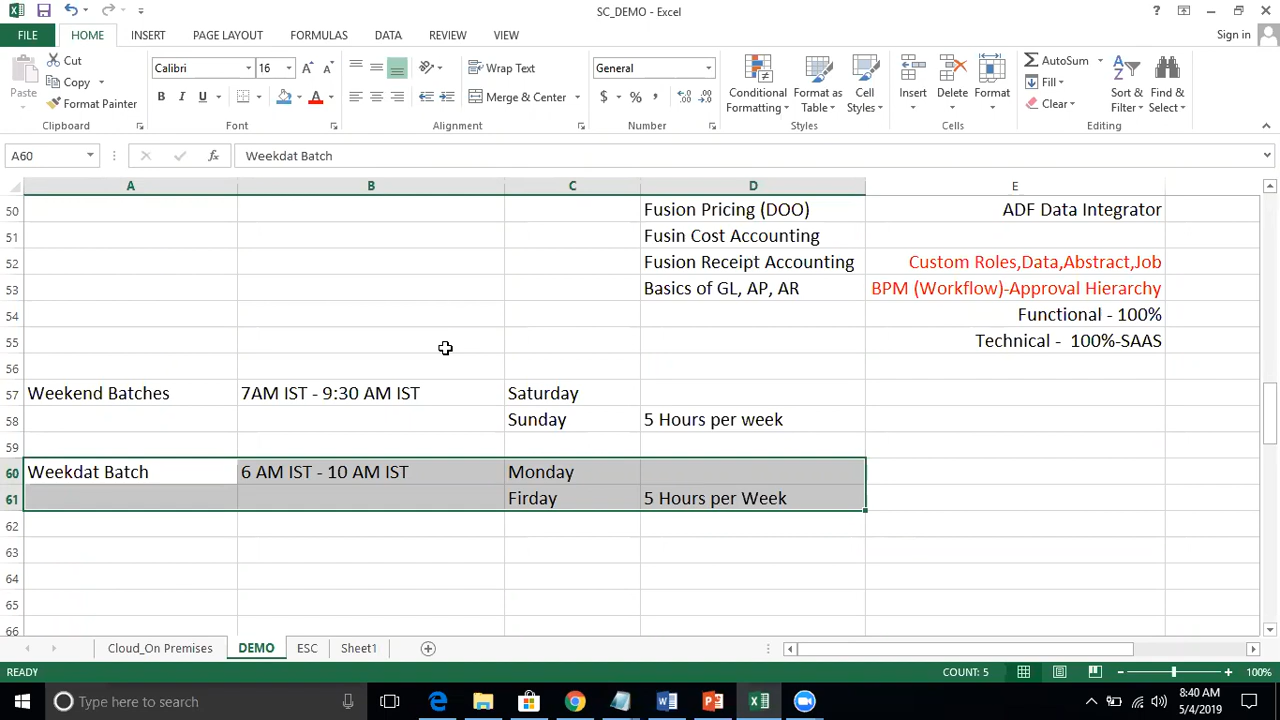 SC_DEMO - Excel
?
FILE HOME INSERT PAGE LAYOUT FORMULAS DATA REVIEW VIEW Sign in
Paste
Cut
Copy
Format Painter
Clipboard
Calibri 16
B I U
Font
Wrap Text
Merge & Center
Alignment
General
$ % ,
Number
Conditional Formatting
Format as Table
Cell Styles
Styles
Insert
Delete
Format
Cells
AutoSum
Fill
Clear
Sort & Filter
Find & Select
Editing
A60 fx Weekdat Batch
A B C D E
50 Fusion Pricing (DOO) ADF Data Integrator
51 Fusin Cost Accounting
52 Fusion Receipt Accounting Custom Roles,Data,Abstract,Job
53 Basics of GL, AP, AR BPM (Workflow)-Approval Hierarchy
54 Functional - 100%
55 Technical - 100%-SAAS
56
57 Weekend Batches 7AM IST - 9:30 AM IST Saturday
58 Sunday 5 Hours per week
59
60 Weekdat Batch 6 AM IST - 10 AM IST Monday
61 Firday 5 Hours per Week
62
63
64
65
66
Cloud_On Premises DEMO ESC Sheet1
READY COUNT: 5 100%
Type here to search
8:40 AM
5/4/2019